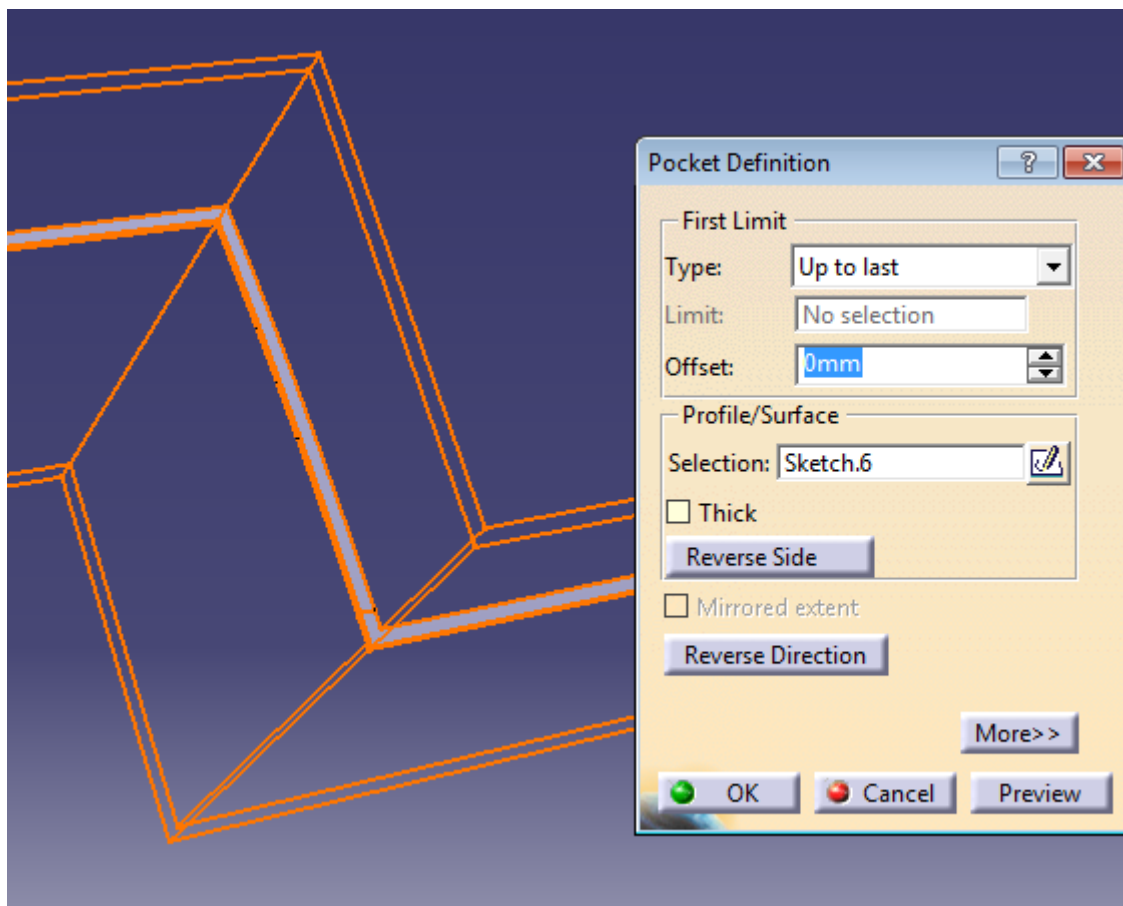 Pocket Definition
?
First Limit
Type: Up to last
Limit: No selection
Offset: 0mm
Profile/Surface
Selection: Sketch.6
Thick
Reverse Side
Mirrored extent
Reverse Direction
More>>
OK Cancel Preview